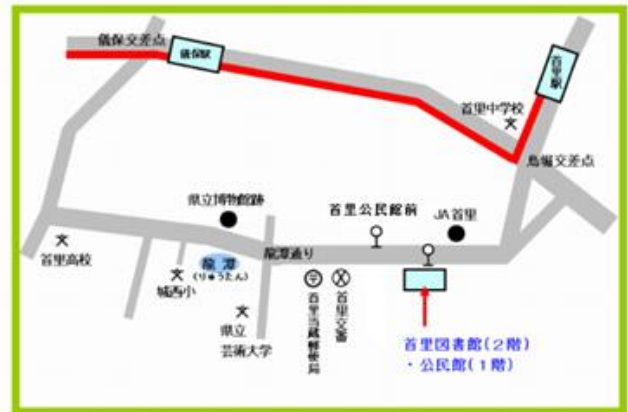 儀保交差点
儀保駅
首里駅
首里中学校
鳥堀交差点
県立博物館跡
首里公民館前
JA首里
龍潭通り
首里高校
龍潭
(りゅうたん)
城西小
県立
芸術大学
首里当蔵郵便局
首里交番
首里図書館(2階)
・公民館(1階)